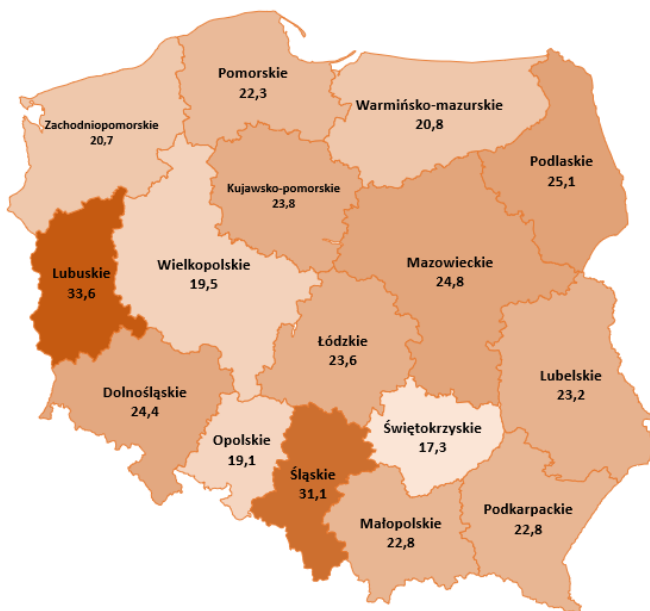 Pomorskie
22,3
Warmińsko-mazurskie
20,8
Zachodniopomorskie
20,7
Podlaskie
25,1
Kujawsko-pomorskie
23,8
Mazowieckie
24,8
Wielkopolskie
19,5
Lubuskie
33,6
Łódzkie
23,6
Lubelskie
23,2
Dolnośląskie
24,4
Świętokrzyskie
17,3
Opolskie
19,1
Śląskie
31,1
Podkarpackie
22,8
Małopolskie
22,8